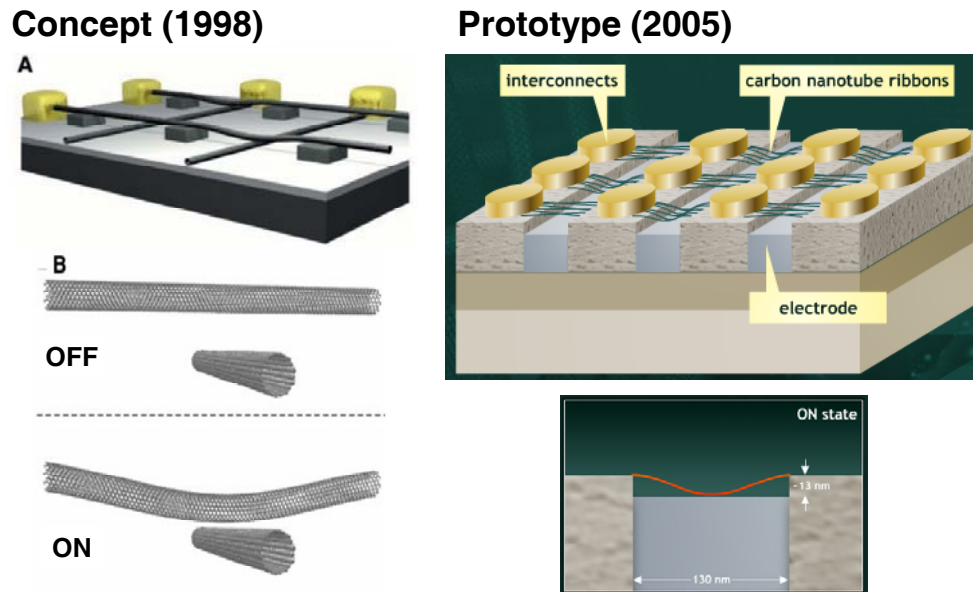 Concept (1998)
A
B
OFF
ON
Prototype (2005)
interconnects
carbon nanotube ribbons
electrode
ON state
~13 nm
130 nm